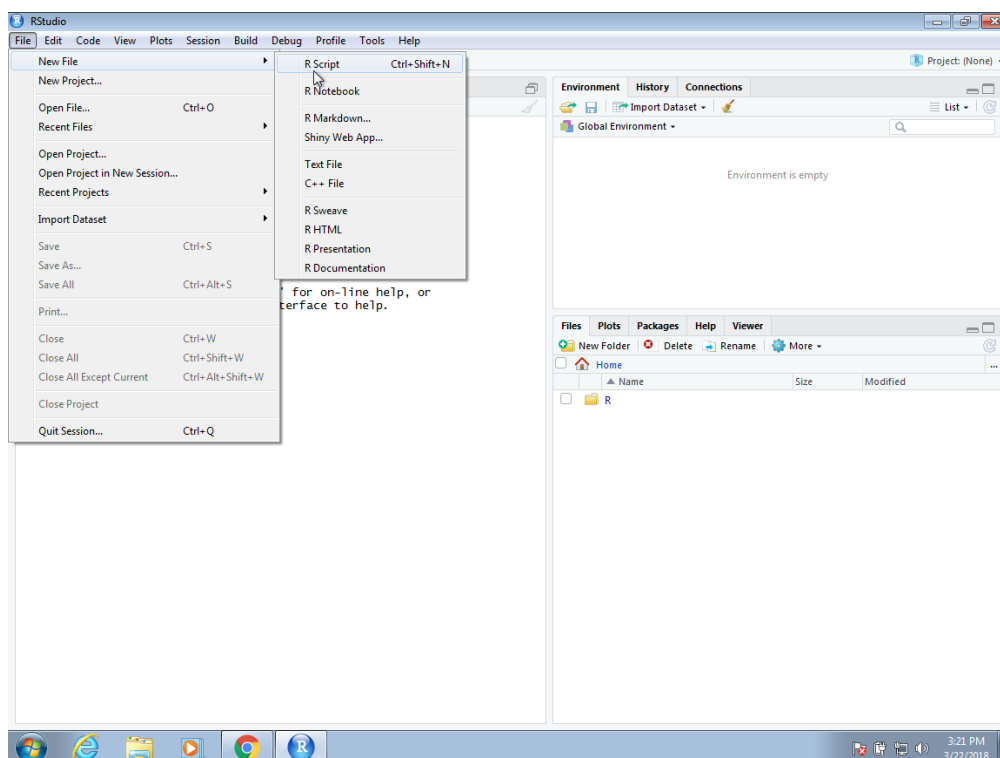 RStudio
File Edit Code View Plots Session Build Debug Profile Tools Help
Project: (None)
New File
New Project...
Open File... Ctrl+O
Recent Files
Open Project...
Open Project in New Session...
Recent Projects
Import Dataset
Save Ctrl+S
Save As...
Save All Ctrl+Alt+S
Print...
Close Ctrl+W
Close All Ctrl+Shift+W
Close All Except Current Ctrl+Alt+Shift+W
Close Project
Quit Session... Ctrl+Q
R Script Ctrl+Shift+N
R Notebook
R Markdown...
Shiny Web App...
Text File
C++ File
R Sweave
R HTML
R Presentation
R Documentation
' for on-line help, or
terface to help.
Environment History Connections
Import Dataset List
Global Environment
Environment is empty
Files Plots Packages Help Viewer
New Folder Delete Rename More
Home ...
Name Size Modified
R
3:21 PM
3/22/2018